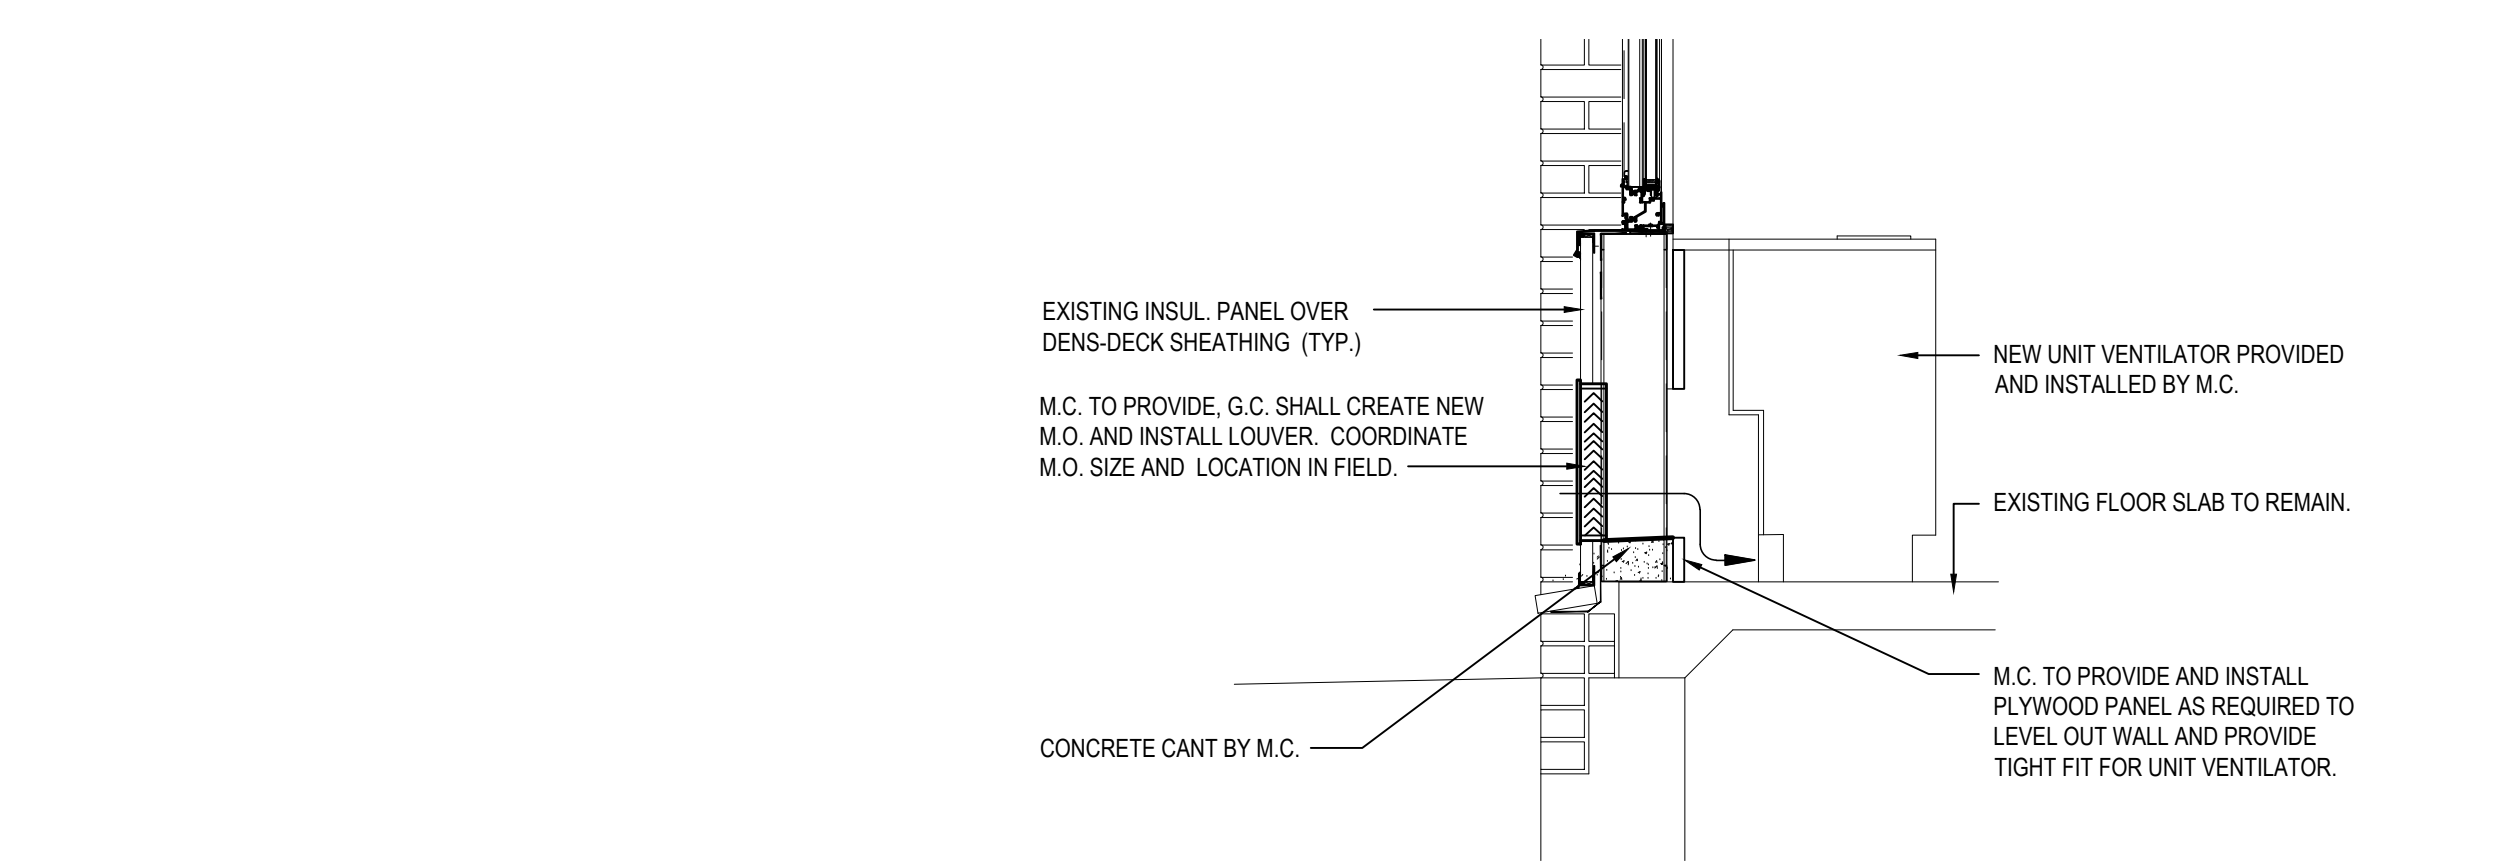 EXISTING INSUL. PANEL OVER
DENS-DECK SHEATHING (TYP.)
M.C. TO PROVIDE, G.C. SHALL CREATE NEW
M.O. AND INSTALL LOUVER. COORDINATE
M.O. SIZE AND LOCATION IN FIELD.
CONCRETE CANT BY M.C.
NEW UNIT VENTILATOR PROVIDED
AND INSTALLED BY M.C.
EXISTING FLOOR SLAB TO REMAIN.
M.C. TO PROVIDE AND INSTALL
PLYWOOD PANEL AS REQUIRED TO
LEVEL OUT WALL AND PROVIDE
TIGHT FIT FOR UNIT VENTILATOR.